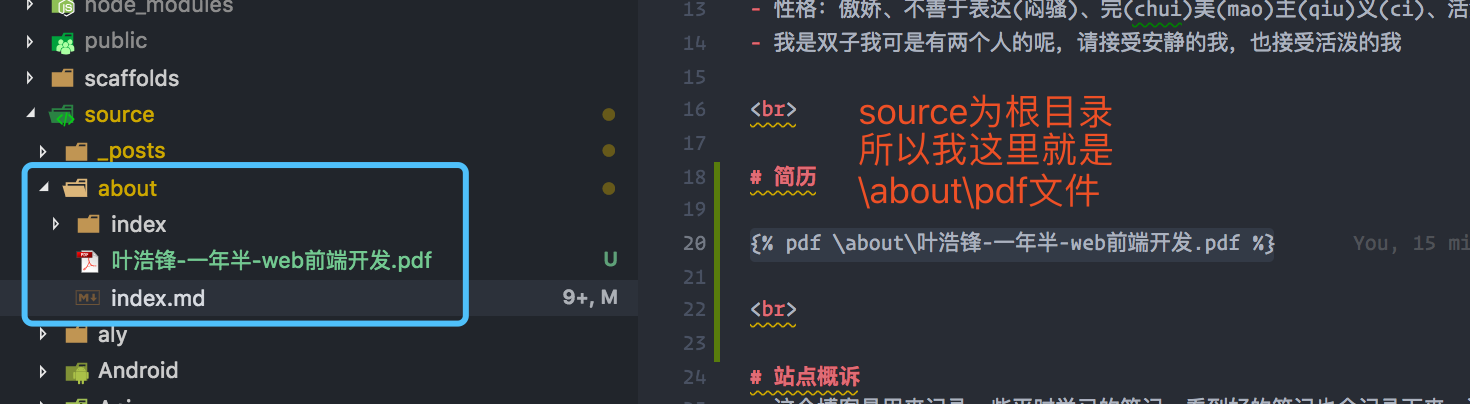 node_modules
public
scaffolds
source
_posts
about
index
叶浩锋-一年半-web前端开发.pdf U
index.md 9+, M
aly
Android
13 - 性格：傲娇、不善于表达(闷骚)、完(chui)美(mao)主(qiu)义(ci)、活
14 - 我是双子我可是有两个人的呢，请接受安静的我，也接受活泼的我
15
16 <br>
17
18 # 简历
19
20 {% pdf \about\叶浩锋-一年半-web前端开发.pdf %} You, 15 mi
21
22 <br>
23
24 # 站点概诉
source为根目录
所以我这里就是
\about\pdf文件